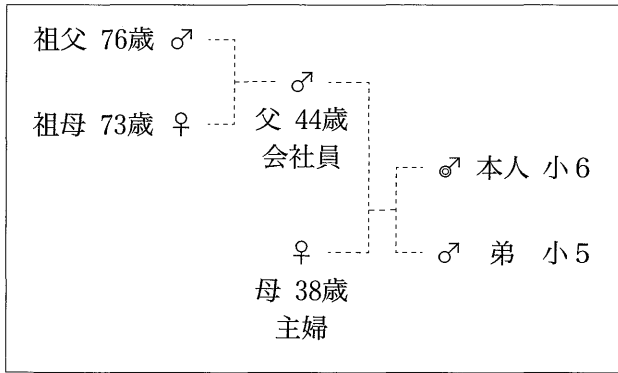 祖父 76歳 ♂
祖母 73歳 ♀
♂
父 44歳
会社員
♂ 本人 小6
♀
母 38歳
主婦
♂ 弟 小5